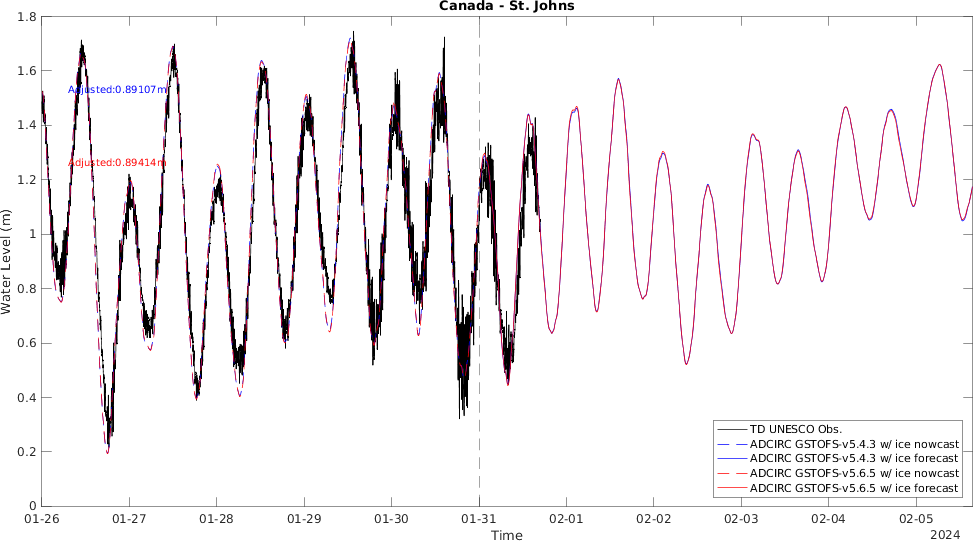 Canada - St. Johns
1.8
1.6
1.4
1.2
1
0.8
0.6
0.4
0.2
0
Water Level (m)
Adjusted:0.89107m
Adjusted:0.89414m
TD UNESCO Obs.
ADCIRC GSTOFS-v5.4.3 w/ ice nowcast
ADCIRC GSTOFS-v5.4.3 w/ ice forecast
ADCIRC GSTOFS-v5.6.5 w/ ice nowcast
ADCIRC GSTOFS-v5.6.5 w/ ice forecast
01-26 01-27 01-28 01-29 01-30 01-31 02-01 02-02 02-03 02-04 02-05
Time
2024